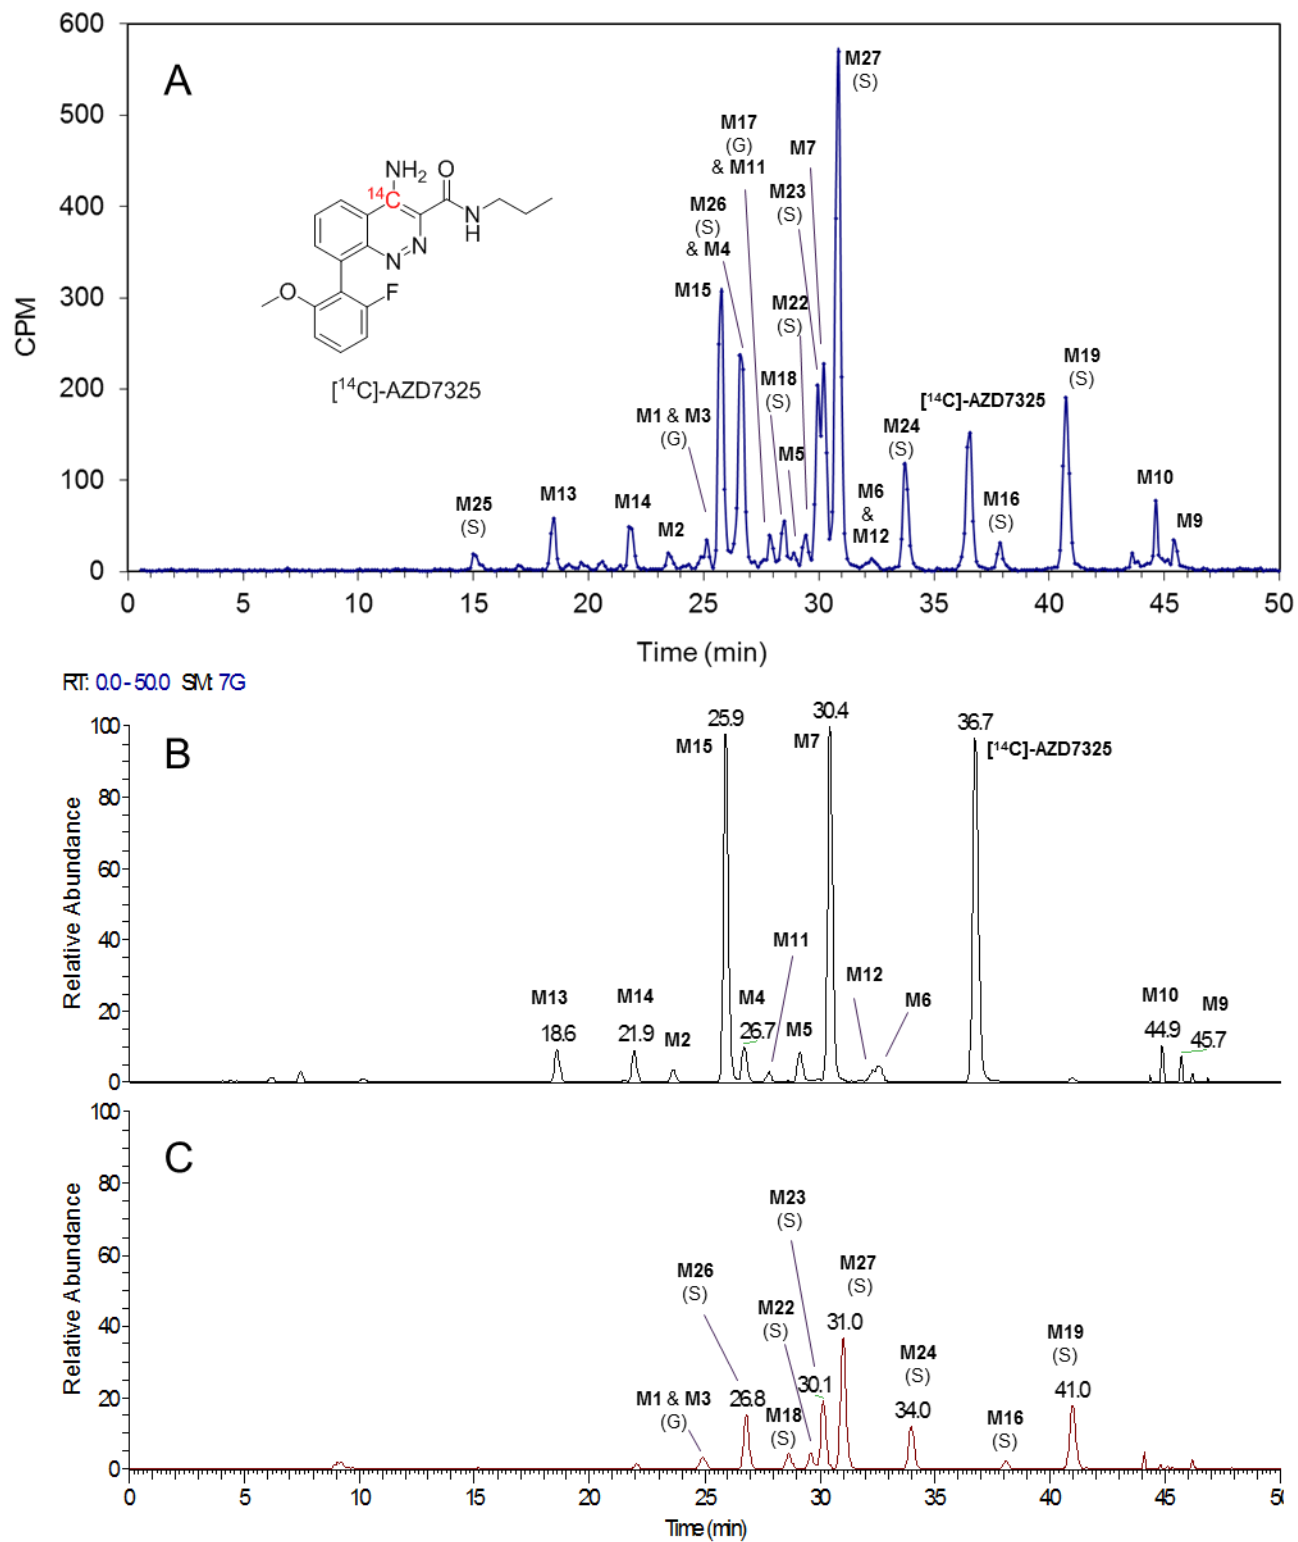 600
A
M27
(S)
500
M17
(G)
& M11
M7
NH₂
O
14C
N
H
N
N
O
F
[¹⁴C]-AZD7325
400
M26
(S)
& M4
M23
(S)
CPM
300
M15
M22
(S)
200
M18
(S)
M19
(S)
M1 & M3
(G)
[¹⁴C]-AZD7325
M24
(S)
M5
100
M25
(S)
M13
M14
M2
M6
&
M12
M16
(S)
M10
M9
0
0 5 10 15 20 25 30 35 40 45 50
Time (min)
RT: 0.0 - 50.0 SM: 7G
B
Relative Abundance
100
80
60
40
20
0
25.9
M15
30.4
M7
36.7
[¹⁴C]-AZD7325
M11
M12
M6
M13
18.6
M14
21.9
M2
M4
26.7
M5
M10
44.9
M9
45.7
C
Relative Abundance
100
80
60
40
20
0
M23
(S)
M26
(S)
M27
(S)
M22
(S)
31.0
M24
(S)
M19
(S)
M1 & M3
(G)
26.8
M18
(S)
30.1
34.0
M16
(S)
41.0
0 5 10 15 20 25 30 35 40 45
Time (min)